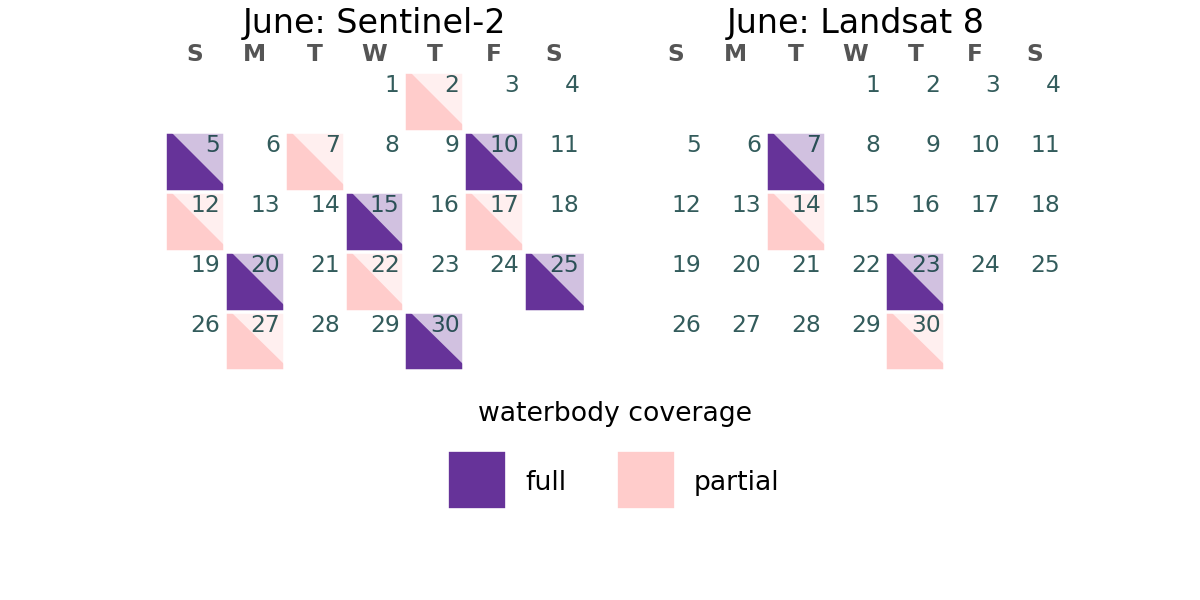 June: Sentinel-2
S M T W T F S
1 2 3 4
5 6 7 8 9 10 11
12 13 14 15 16 17 18
19 20 21 22 23 24 25
26 27 28 29 30
June: Landsat 8
S M T W T F S
1 2 3 4
5 6 7 8 9 10 11
12 13 14 15 16 17 18
19 20 21 22 23 24 25
26 27 28 29 30
waterbody coverage
full partial